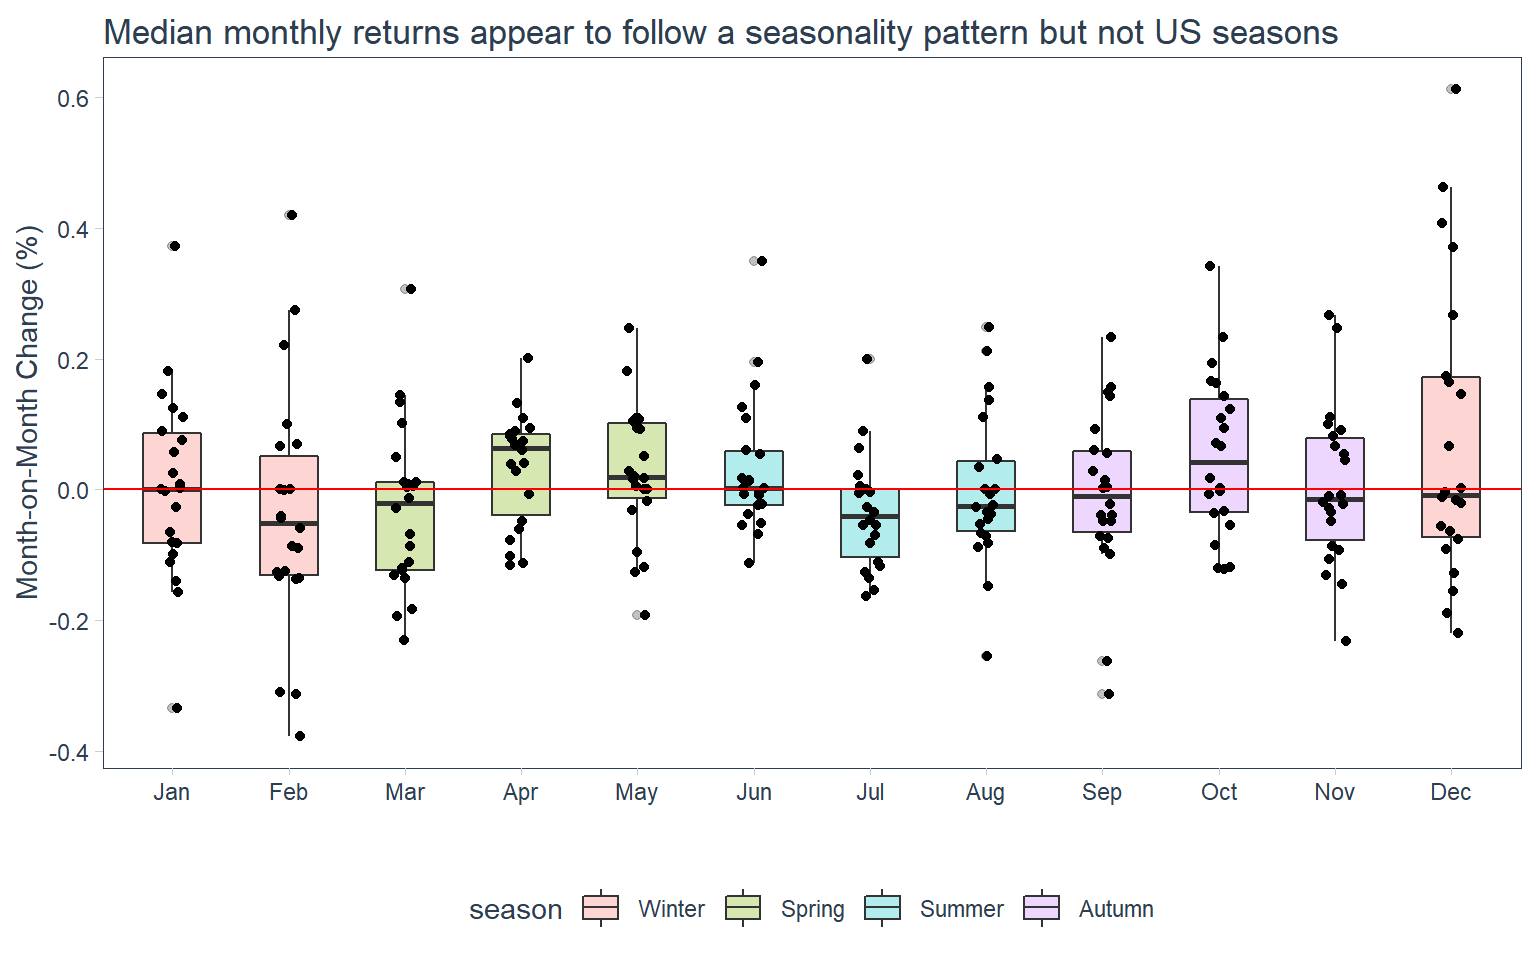 Median monthly returns appear to follow a seasonality pattern but not US seasons
Month-on-Month Change (%)
0.6
0.4
0.2
0.0
-0.2
-0.4
Jan Feb Mar Apr May Jun Jul Aug Sep Oct Nov Dec
season Winter Spring Summer Autumn